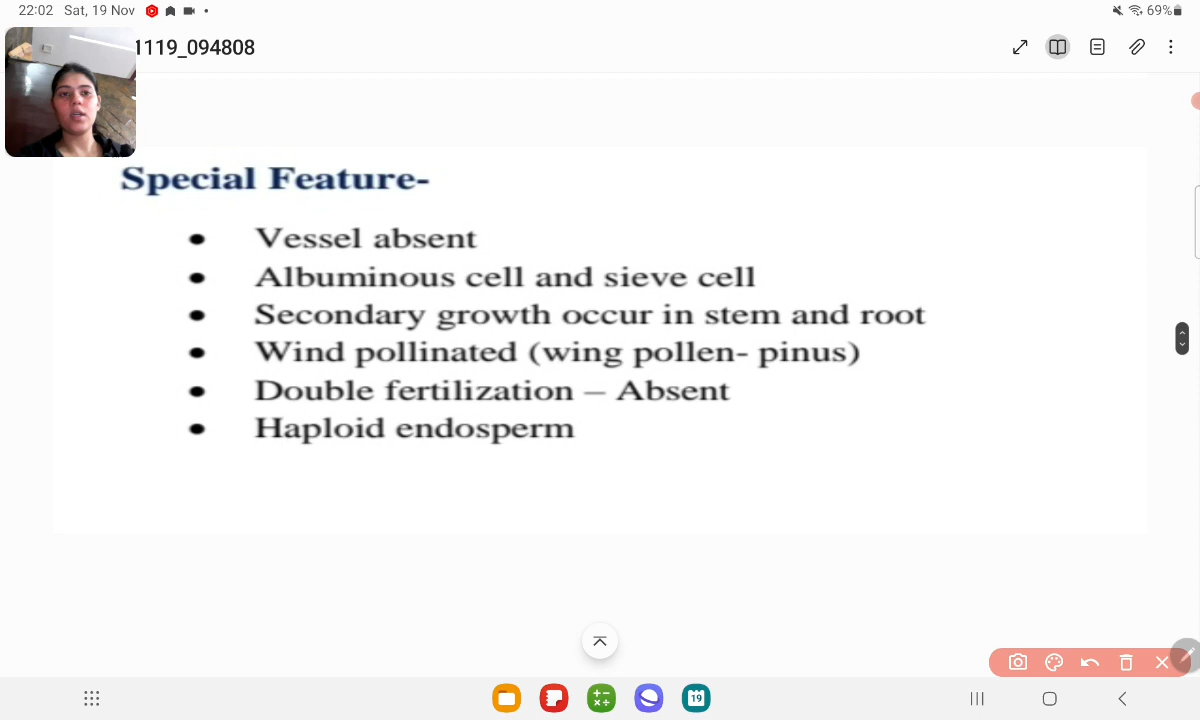 22:02 Sat, 19 Nov
69%
1119_094808
Special Feature-
• Vessel absent
• Albuminous cell and sieve cell
• Secondary growth occur in stem and root
• Wind pollinated (wing pollen- pinus)
• Double fertilization – Absent
• Haploid endosperm
19